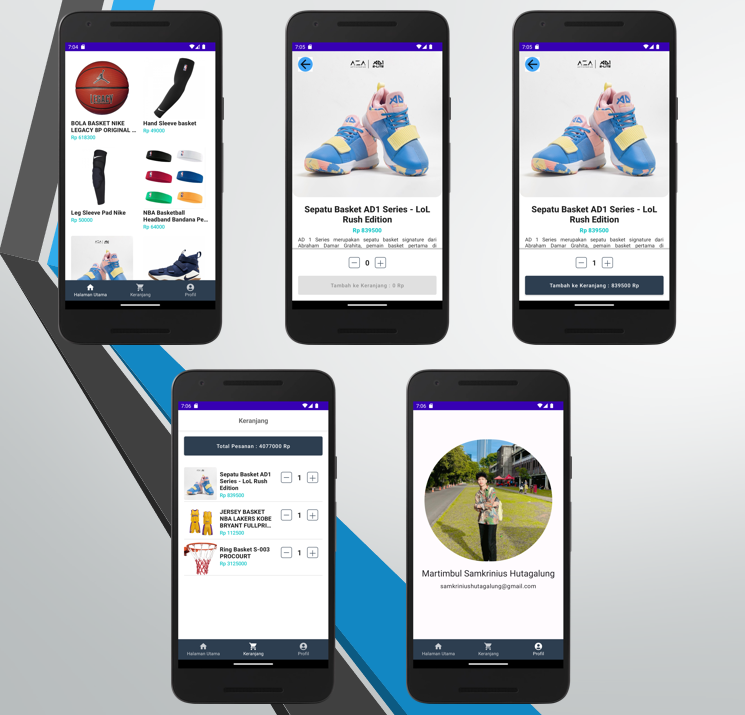 7:04
BOLA BASKET NIKE
LEGACY 8P ORIGINAL ...
Rp 618300
Hand Sleeve basket
Rp 49000
Leg Sleeve Pad Nike
Rp 50000
NBA Basketball
Headband Bandana Pe...
Rp 64000
Halaman Utama
Keranjang
Profil
7:05
AZA
Sepatu Basket AD1 Series - LoL
Rush Edition
Rp 839500
AD 1 Series merupakan sepatu basket signature dari
Abraham Damar Grahita, pemain basket pertama di
0
Tambah ke Keranjang : 0 Rp
7:05
AZA
Sepatu Basket AD1 Series - LoL
Rush Edition
Rp 839500
AD 1 Series merupakan sepatu basket signature dari
Abraham Damar Grahita, pemain basket pertama di
1
Tambah ke Keranjang : 839500 Rp
7:06
Keranjang
Total Pesanan : 4077000 Rp
Sepatu Basket AD1
Series - LoL Rush
Edition
Rp 839500
1
JERSEY BASKET
NBA LAKERS KOBE
BRYANT FULLPRI...
Rp 112500
1
Ring Basket S-003
PROCOURT
Rp 3125000
1
Halaman Utama
Keranjang
Profil
7:06
Martimbul Samkrinius Hutagalung
samkriniushutagalung@gmail.com
Halaman Utama
Keranjang
Profil